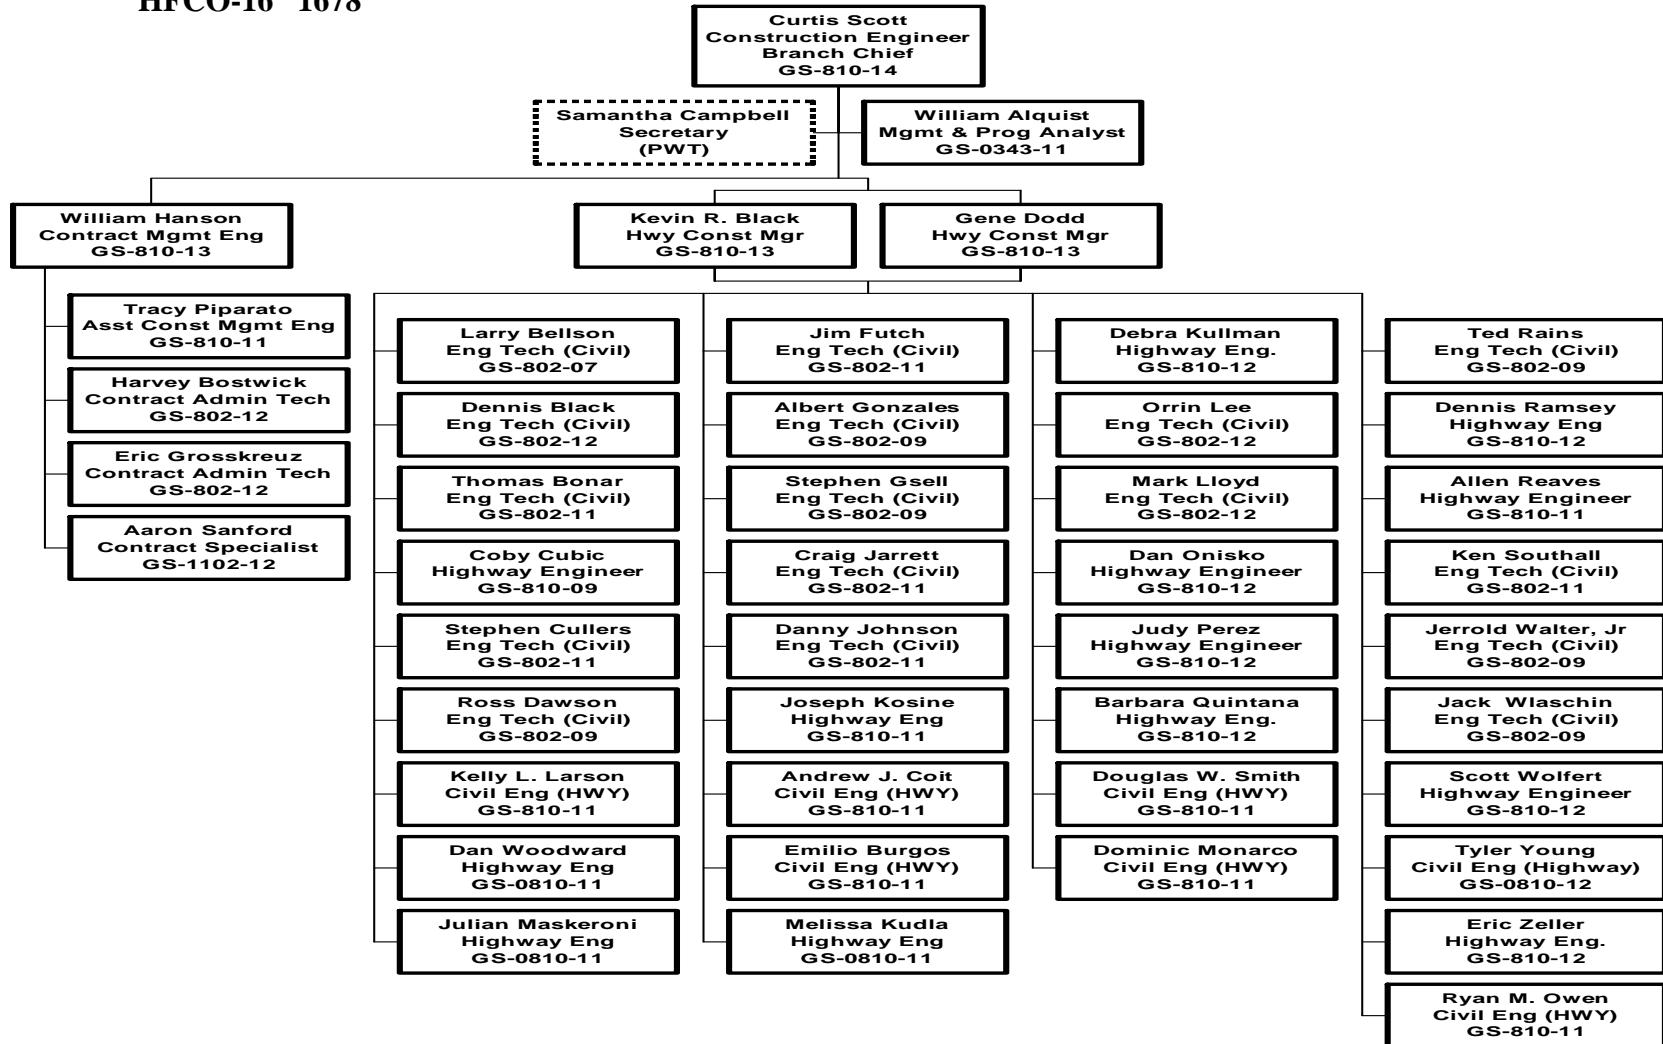 HFCO-16 1678
Curtis Scott
Construction Engineer
Branch Chief
GS-810-14
Samantha Campbell
Secretary
(PWT)
William Alquist
Mgmt & Prog Analyst
GS-0343-11
William Hanson
Contract Mgmt Eng
GS-810-13
Kevin R. Black
Hwy Const Mgr
GS-810-13
Gene Dodd
Hwy Const Mgr
GS-810-13
Tracy Piparato
Asst Const Mgmt Eng
GS-810-11
Harvey Bostwick
Contract Admin Tech
GS-802-12
Eric Grosskreuz
Contract Admin Tech
GS-802-12
Aaron Sanford
Contract Specialist
GS-1102-12
Larry Bellson
Eng Tech (Civil)
GS-802-07
Dennis Black
Eng Tech (Civil)
GS-802-12
Thomas Bonar
Eng Tech (Civil)
GS-802-11
Coby Cubic
Highway Engineer
GS-810-09
Stephen Cullers
Eng Tech (Civil)
GS-802-11
Ross Dawson
Eng Tech (Civil)
GS-802-09
Kelly L. Larson
Civil Eng (HWY)
GS-810-11
Dan Woodward
Highway Eng
GS-0810-11
Julian Maskeroni
Highway Eng
GS-0810-11
Jim Futch
Eng Tech (Civil)
GS-802-11
Albert Gonzales
Eng Tech (Civil)
GS-802-09
Stephen Gsell
Eng Tech (Civil)
GS-802-09
Craig Jarrett
Eng Tech (Civil)
GS-802-11
Danny Johnson
Eng Tech (Civil)
GS-802-11
Joseph Kosine
Highway Eng
GS-810-11
Andrew J. Coit
Civil Eng (HWY)
GS-810-11
Emilio Burgos
Civil Eng (HWY)
GS-810-11
Melissa Kudla
Highway Eng
GS-0810-11
Debra Kullman
Highway Eng.
GS-810-12
Orrin Lee
Eng Tech (Civil)
GS-802-12
Mark Lloyd
Eng Tech (Civil)
GS-802-12
Dan Onisko
Highway Engineer
GS-810-12
Judy Perez
Highway Engineer
GS-810-12
Barbara Quintana
Highway Eng.
GS-810-12
Douglas W. Smith
Civil Eng (HWY)
GS-810-11
Dominic Monarco
Civil Eng (HWY)
GS-810-11
Ted Rains
Eng Tech (Civil)
GS-802-09
Dennis Ramsey
Highway Eng
GS-810-12
Allen Reaves
Highway Engineer
GS-810-11
Ken Southall
Eng Tech (Civil)
GS-802-11
Jerrold Walter, Jr
Eng Tech (Civil)
GS-802-09
Jack Wlaschin
Eng Tech (Civil)
GS-802-09
Scott Wolfert
Highway Engineer
GS-810-12
Tyler Young
Civil Eng (Highway)
GS-0810-12
Eric Zeller
Highway Eng.
GS-810-12
Ryan M. Owen
Civil Eng (HWY)
GS-810-11